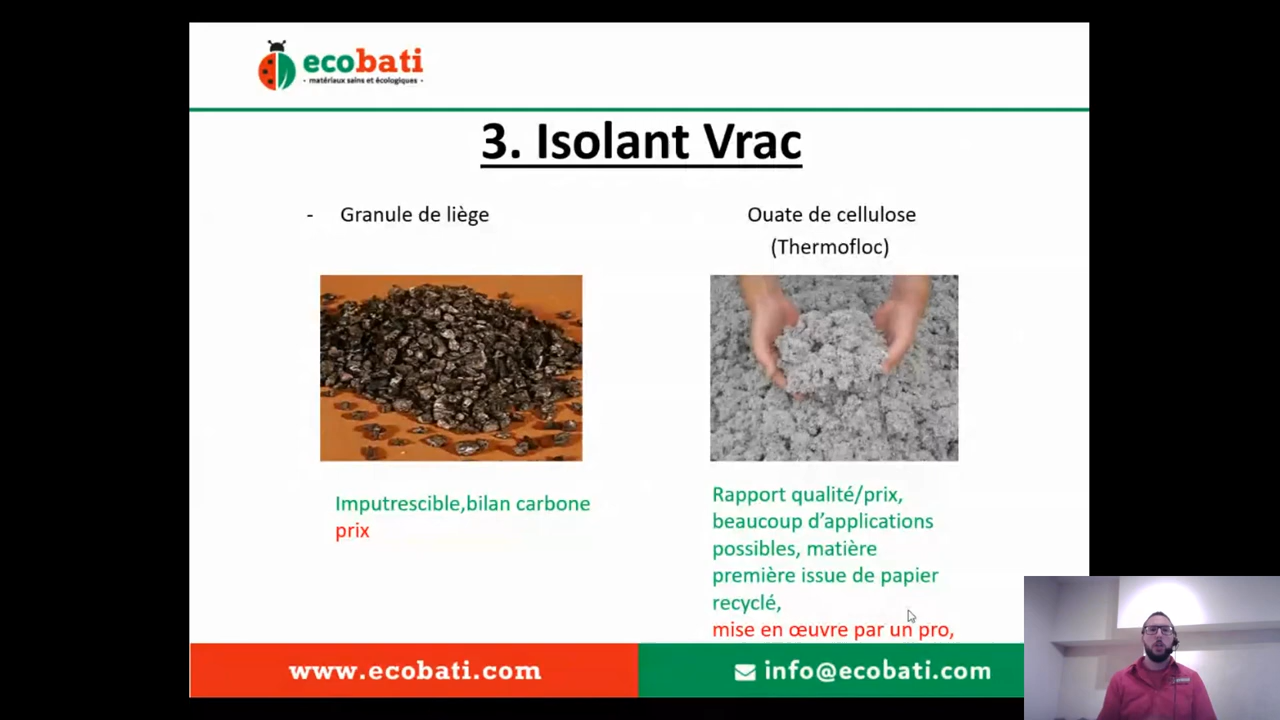 ecobati
• matériaux sains et écologiques •
3. Isolant Vrac
- Granule de liège
Imputrescible,bilan carbone
prix
Ouate de cellulose
(Thermofloc)
Rapport qualité/prix,
beaucoup d’applications
possibles, matière
première issue de papier
recyclé,
mise en œuvre par un pro,
www.ecobati.com
info@ecobati.com